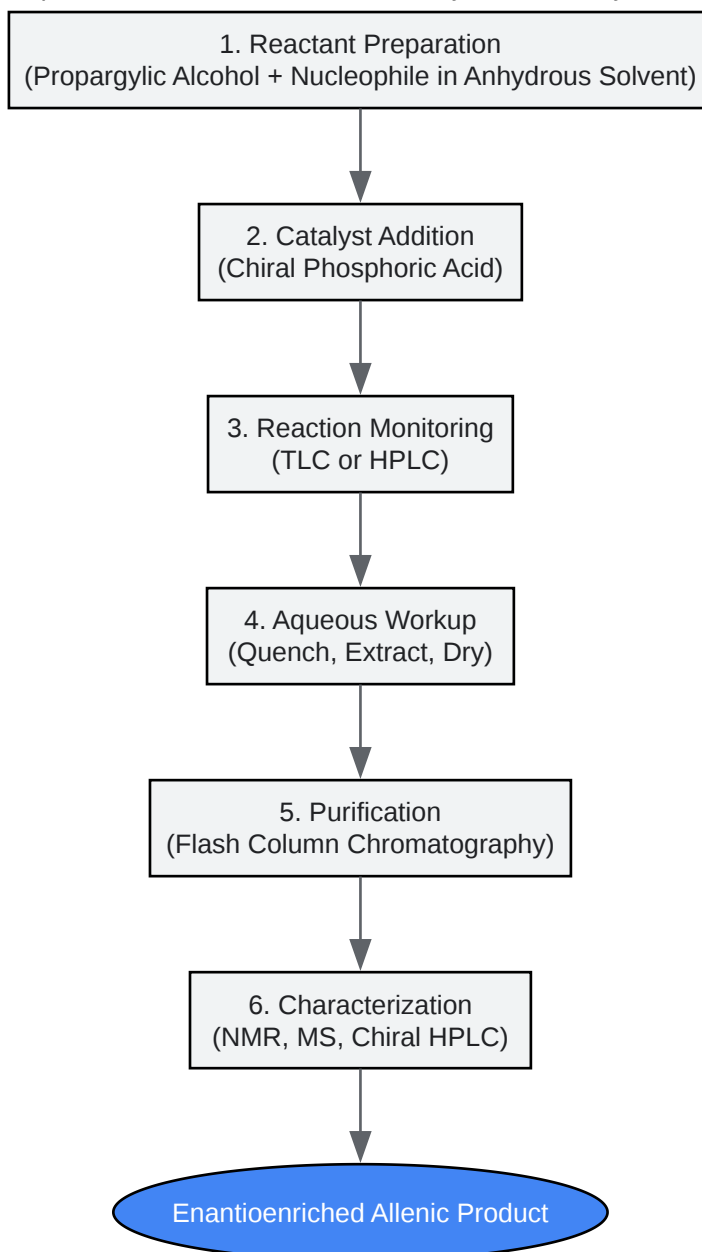 1. Reactant Preparation
(Propargylic Alcohol + Nucleophile in Anhydrous Solvent)
2. Catalyst Addition
(Chiral Phosphoric Acid)
3. Reaction Monitoring
(TLC or HPLC)
4. Aqueous Workup
(Quench, Extract, Dry)
5. Purification
(Flash Column Chromatography)
6. Characterization
(NMR, MS, Chiral HPLC)
Enantioenriched Allenic Product